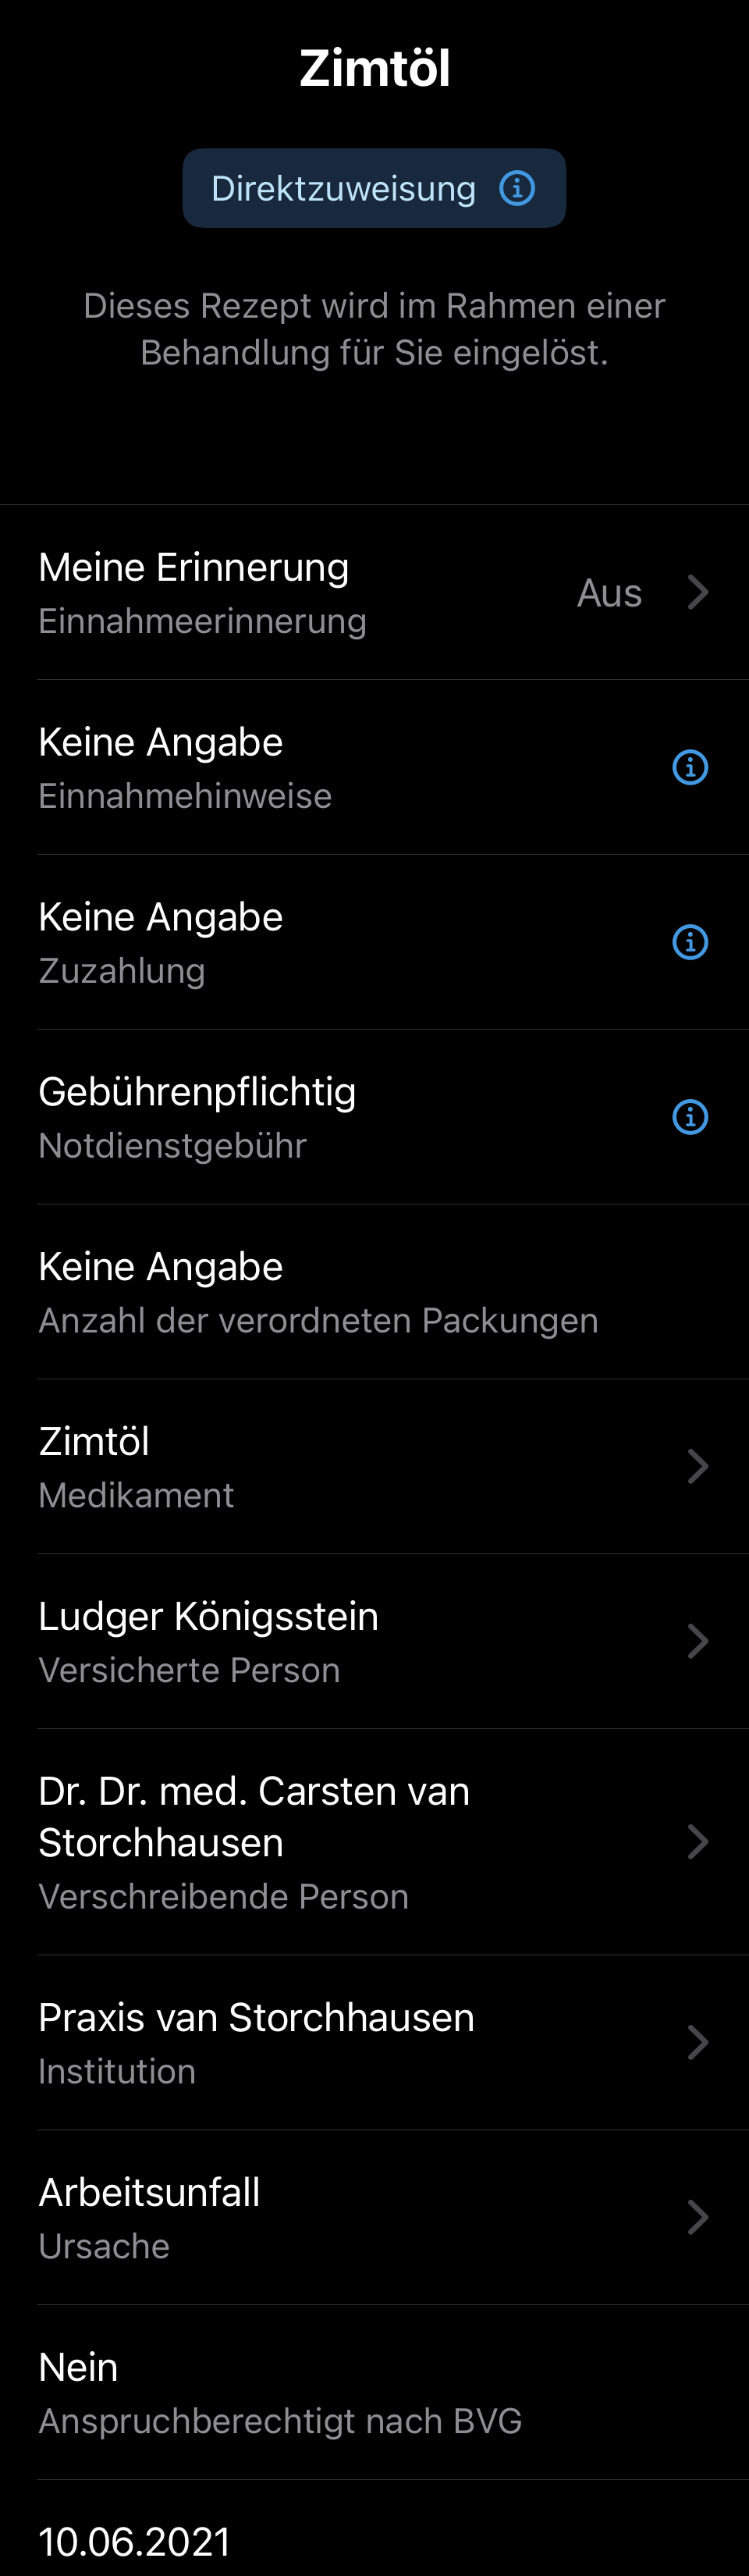 Zimtöl
Direktzuweisung
Dieses Rezept wird im Rahmen einer
Behandlung für Sie eingelöst.
Meine Erinnerung
Einnahmeerinnerung
Aus
Keine Angabe
Einnahmehinweise
Keine Angabe
Zuzahlung
Gebührenpflichtig
Notdienstgebühr
Keine Angabe
Anzahl der verordneten Packungen
Zimtöl
Medikament
Ludger Königsstein
Versicherte Person
Dr. Dr. med. Carsten van
Storchhausen
Verschreibende Person
Praxis van Storchhausen
Institution
Arbeitsunfall
Ursache
Nein
Anspruchberechtigt nach BVG
10.06.2021